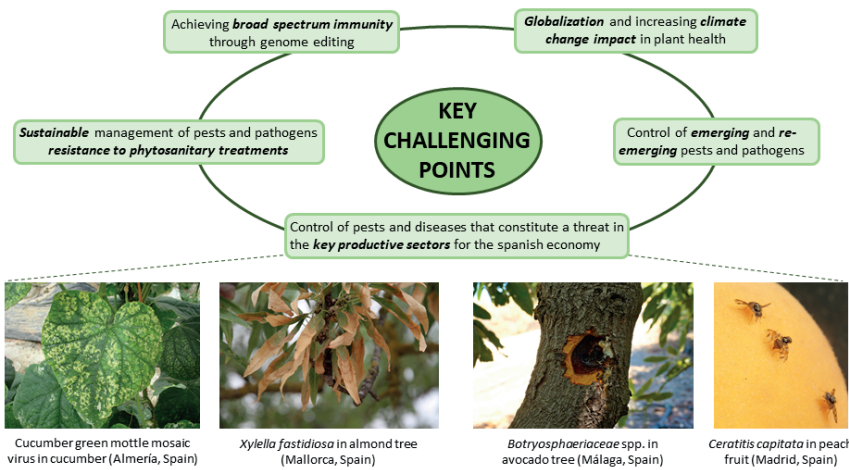 Achieving broad spectrum immunity
through genome editing
Globalization and increasing climate
change impact in plant health
KEY
CHALLENGING
POINTS
Sustainable management of pests and pathogens
resistance to phytosanitary treatments
Control of emerging and re-
emerging pests and pathogens
Control of pests and diseases that constitute a threat in
the key productive sectors for the spanish economy
Cucumber green mottle mosaic
virus in cucumber (Almería, Spain)
Xylella fastidiosa in almond tree
(Mallorca, Spain)
Botryosphaeriaceae spp. in
avocado tree (Málaga, Spain)
Ceratitis capitata in peach
fruit (Madrid, Spain)